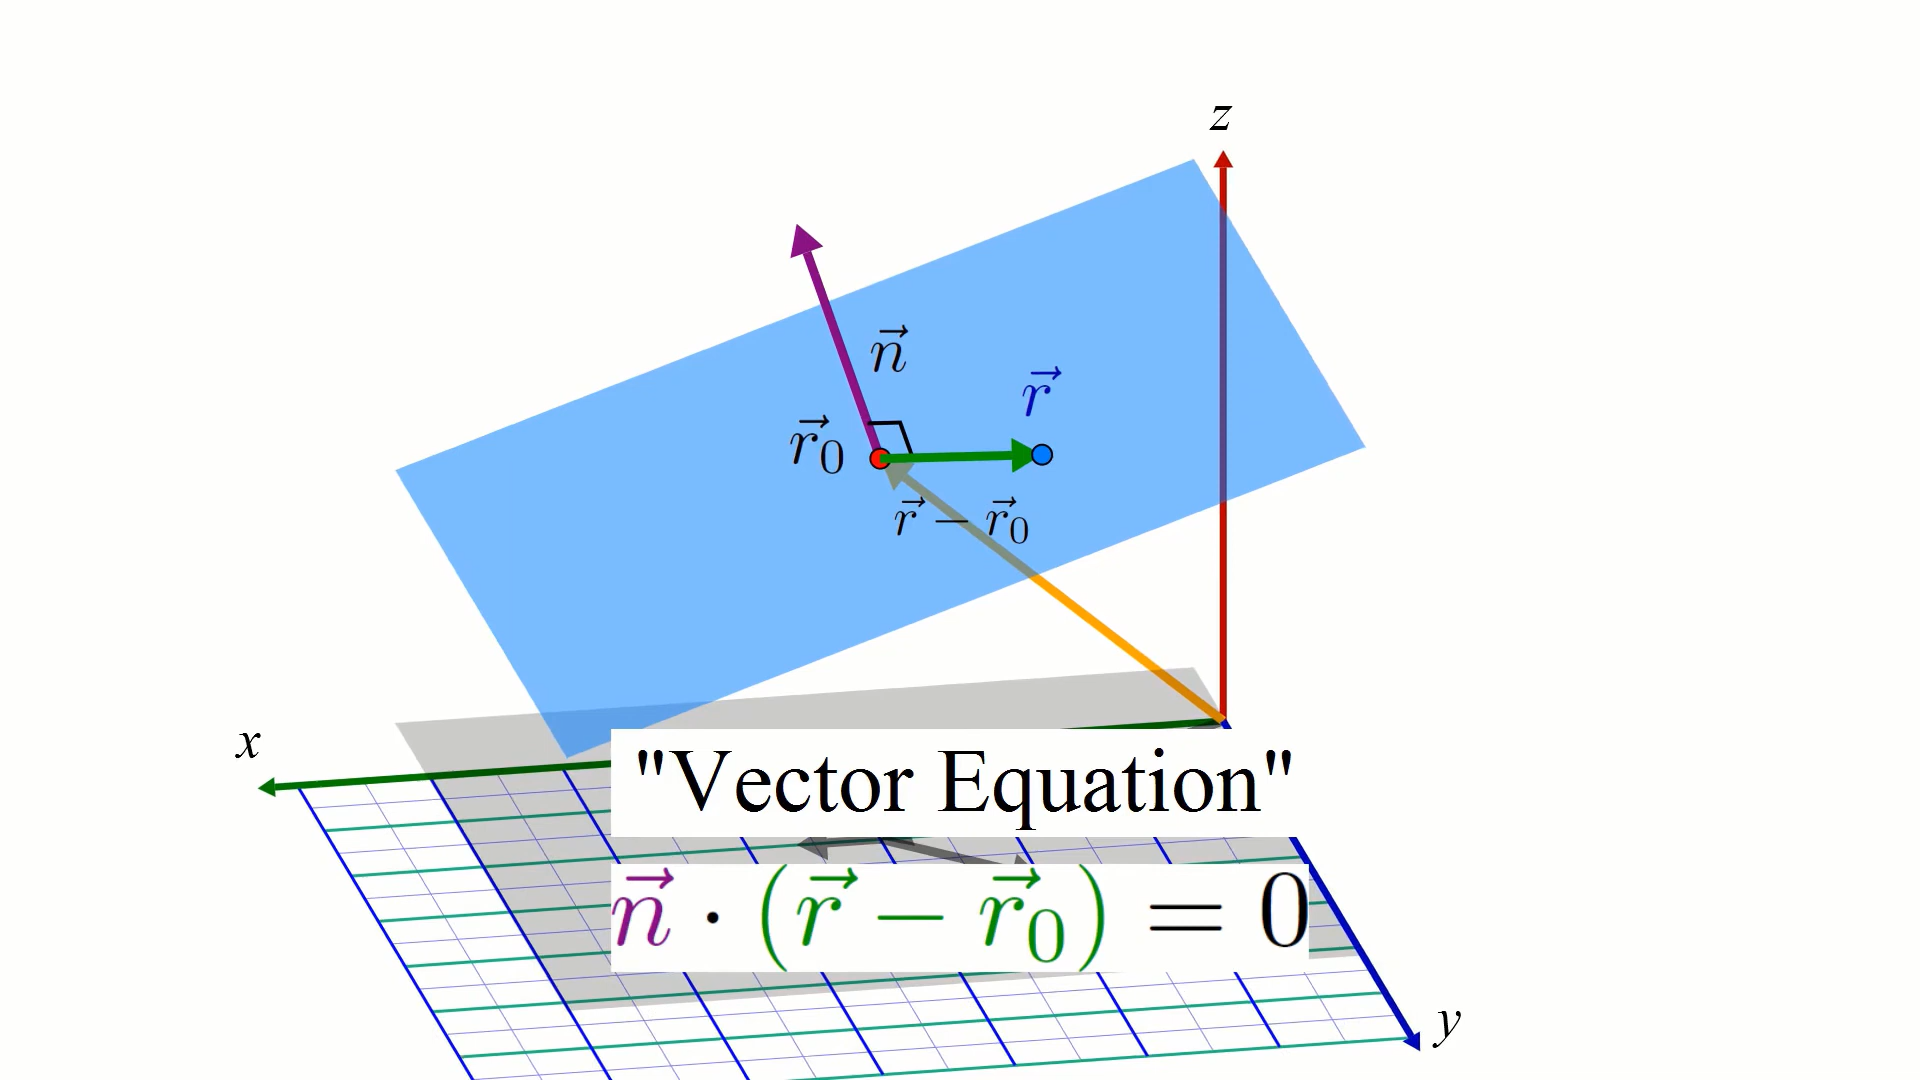 z
n⃗
r⃗
r⃗₀
r⃗ − r⃗₀
x
"Vector Equation"
n⃗ · (r⃗ − r⃗₀) = 0
y